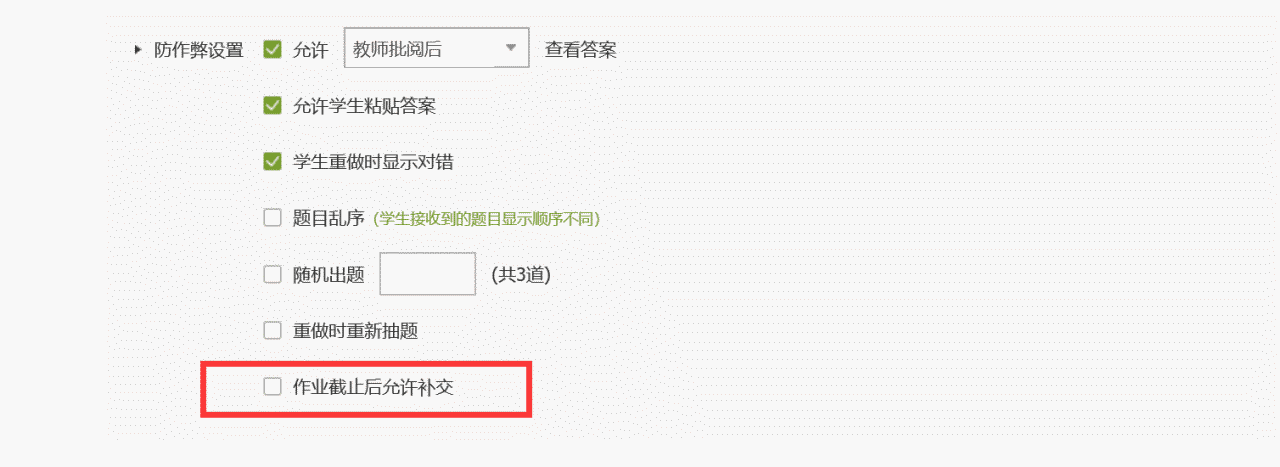 防作弊设置 允许 教师批阅后 查看答案
允许学生粘贴答案
学生重做时显示对错
题目乱序（学生接收到的题目显示顺序不同）
随机出题 (共3道)
重做时重新抽题
作业截止后允许补交